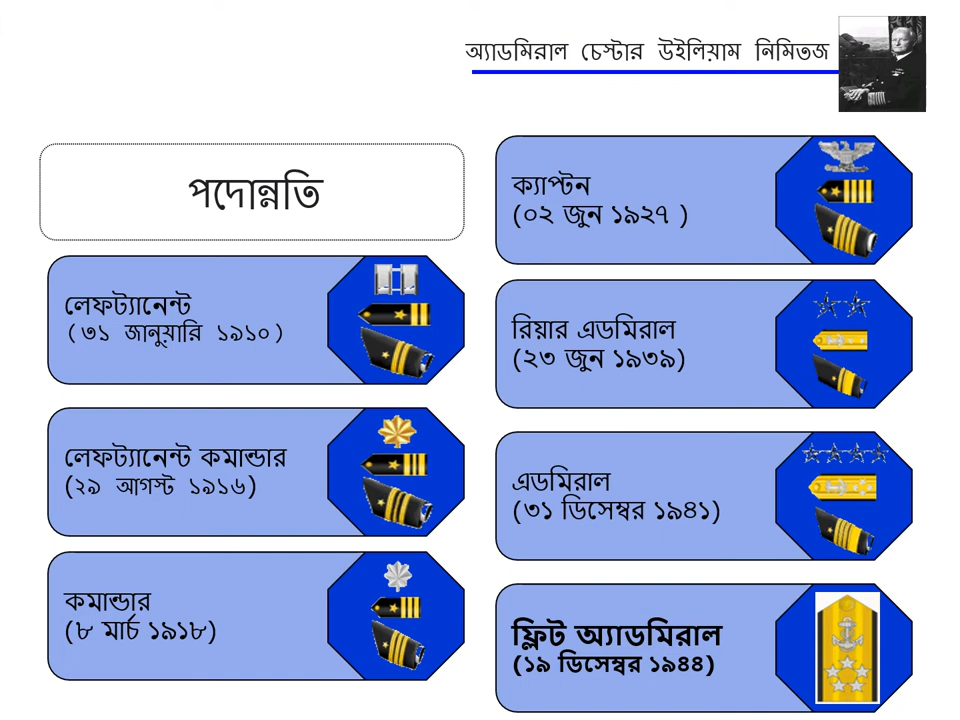 অ্যাডমিরাল চেস্টার উইলিয়াম নিমিতজ
পদোন্নতি
লেফট্যানেন্ট
(৩১ জানুয়ারি ১৯১০)
লেফট্যানেন্ট কমান্ডার
(২৯ আগস্ট ১৯১৬)
কমান্ডার
(৮ মার্চ ১৯১৮)
ক্যাপ্টন
(০২ জুন ১৯২৭ )
রিয়ার এডমিরাল
(২৩ জুন ১৯৩৯)
এডমিরাল
(৩১ ডিসেম্বর ১৯৪১)
ফ্লিট অ্যাডমিরাল
(১৯ ডিসেম্বর ১৯৪৪)